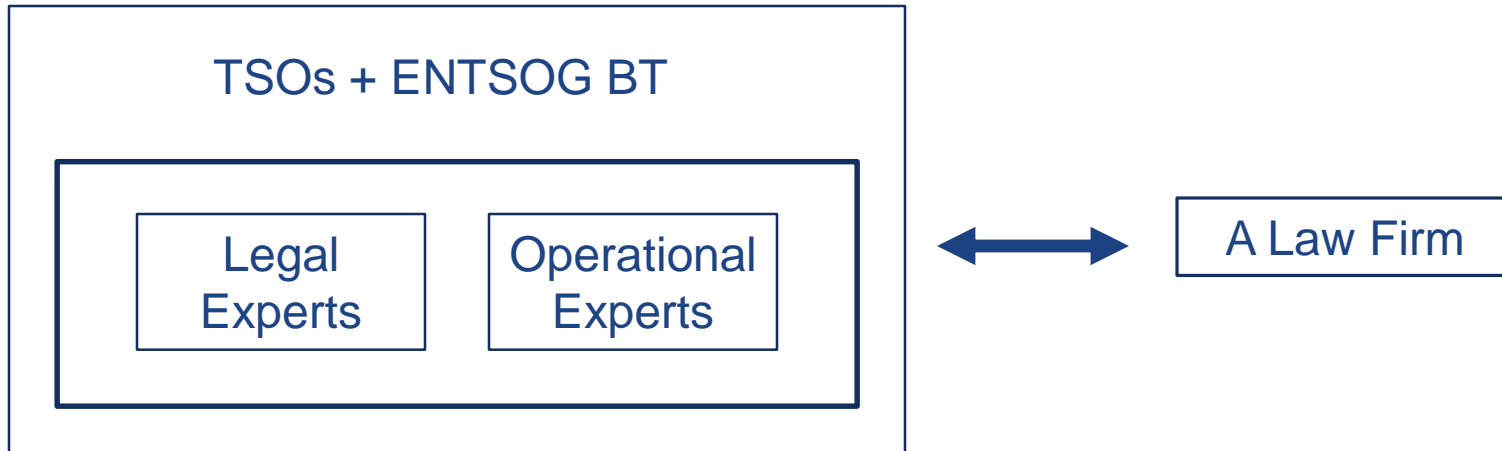 TSOs + ENTSOG BT
Legal
Experts
Operational
Experts
A Law Firm